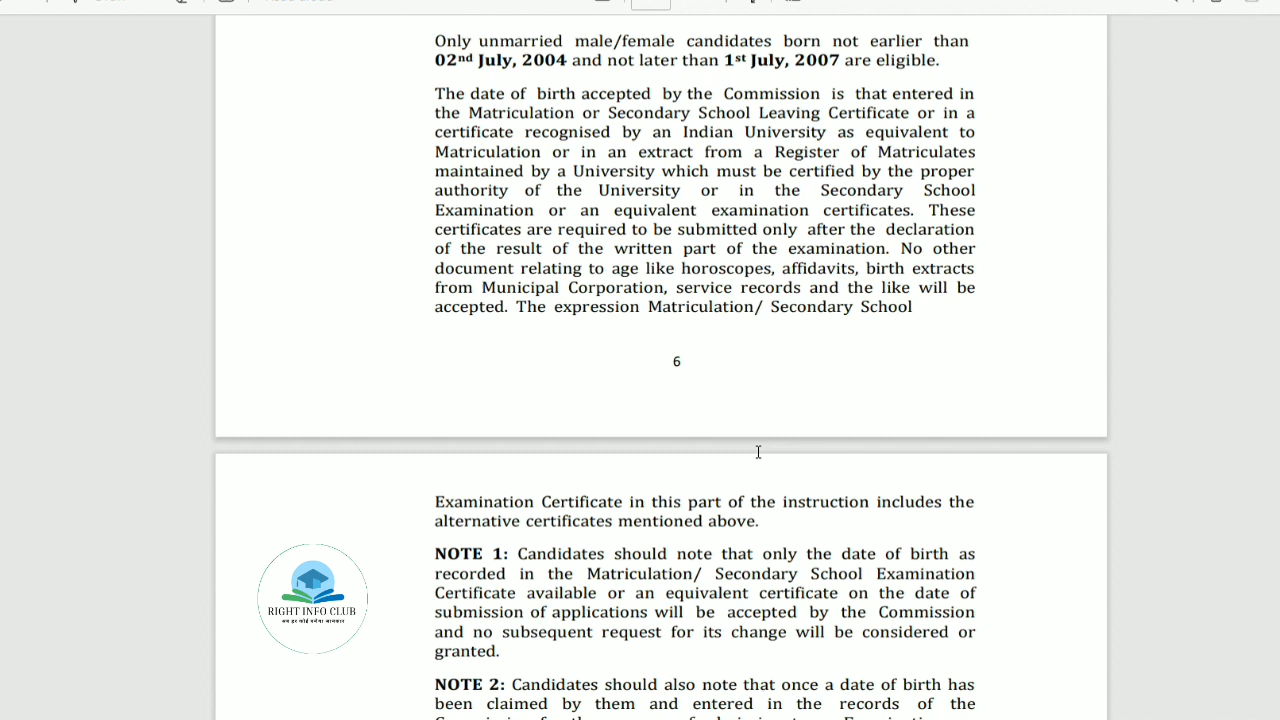 Only unmarried male/female candidates born not earlier than
02nd July, 2004 and not later than 1st July, 2007 are eligible.
The date of birth accepted by the Commission is that entered in
the Matriculation or Secondary School Leaving Certificate or in a
certificate recognised by an Indian University as equivalent to
Matriculation or in an extract from a Register of Matriculates
maintained by a University which must be certified by the proper
authority of the University or in the Secondary School
Examination or an equivalent examination certificates. These
certificates are required to be submitted only after the declaration
of the result of the written part of the examination. No other
document relating to age like horoscopes, affidavits, birth extracts
from Municipal Corporation, service records and the like will be
accepted. The expression Matriculation/ Secondary School
6
Examination Certificate in this part of the instruction includes the
alternative certificates mentioned above.
NOTE 1: Candidates should note that only the date of birth as
recorded in the Matriculation/ Secondary School Examination
Certificate available or an equivalent certificate on the date of
submission of applications will be accepted by the Commission
and no subsequent request for its change will be considered or
granted.
RIGHT INFO CLUB
NOTE 2: Candidates should also note that once a date of birth has
been claimed by them and entered in the records of the